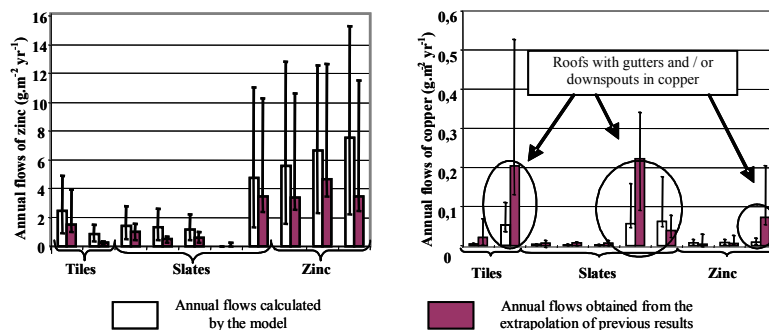 Annual flows of zinc (g.m-2 yr-1)
16
14
12
10
8
6
4
2
0
Tiles
Slates
Zinc
Annual flows of copper (g.m-2 yr-1)
0,6
0,5
0,4
0,3
0,2
0,1
0
Roofs with gutters and / or
downspouts in copper
Tiles
Slates
Zinc
Annual flows calculated
by the model
Annual flows obtained from the
extrapolation of previous results